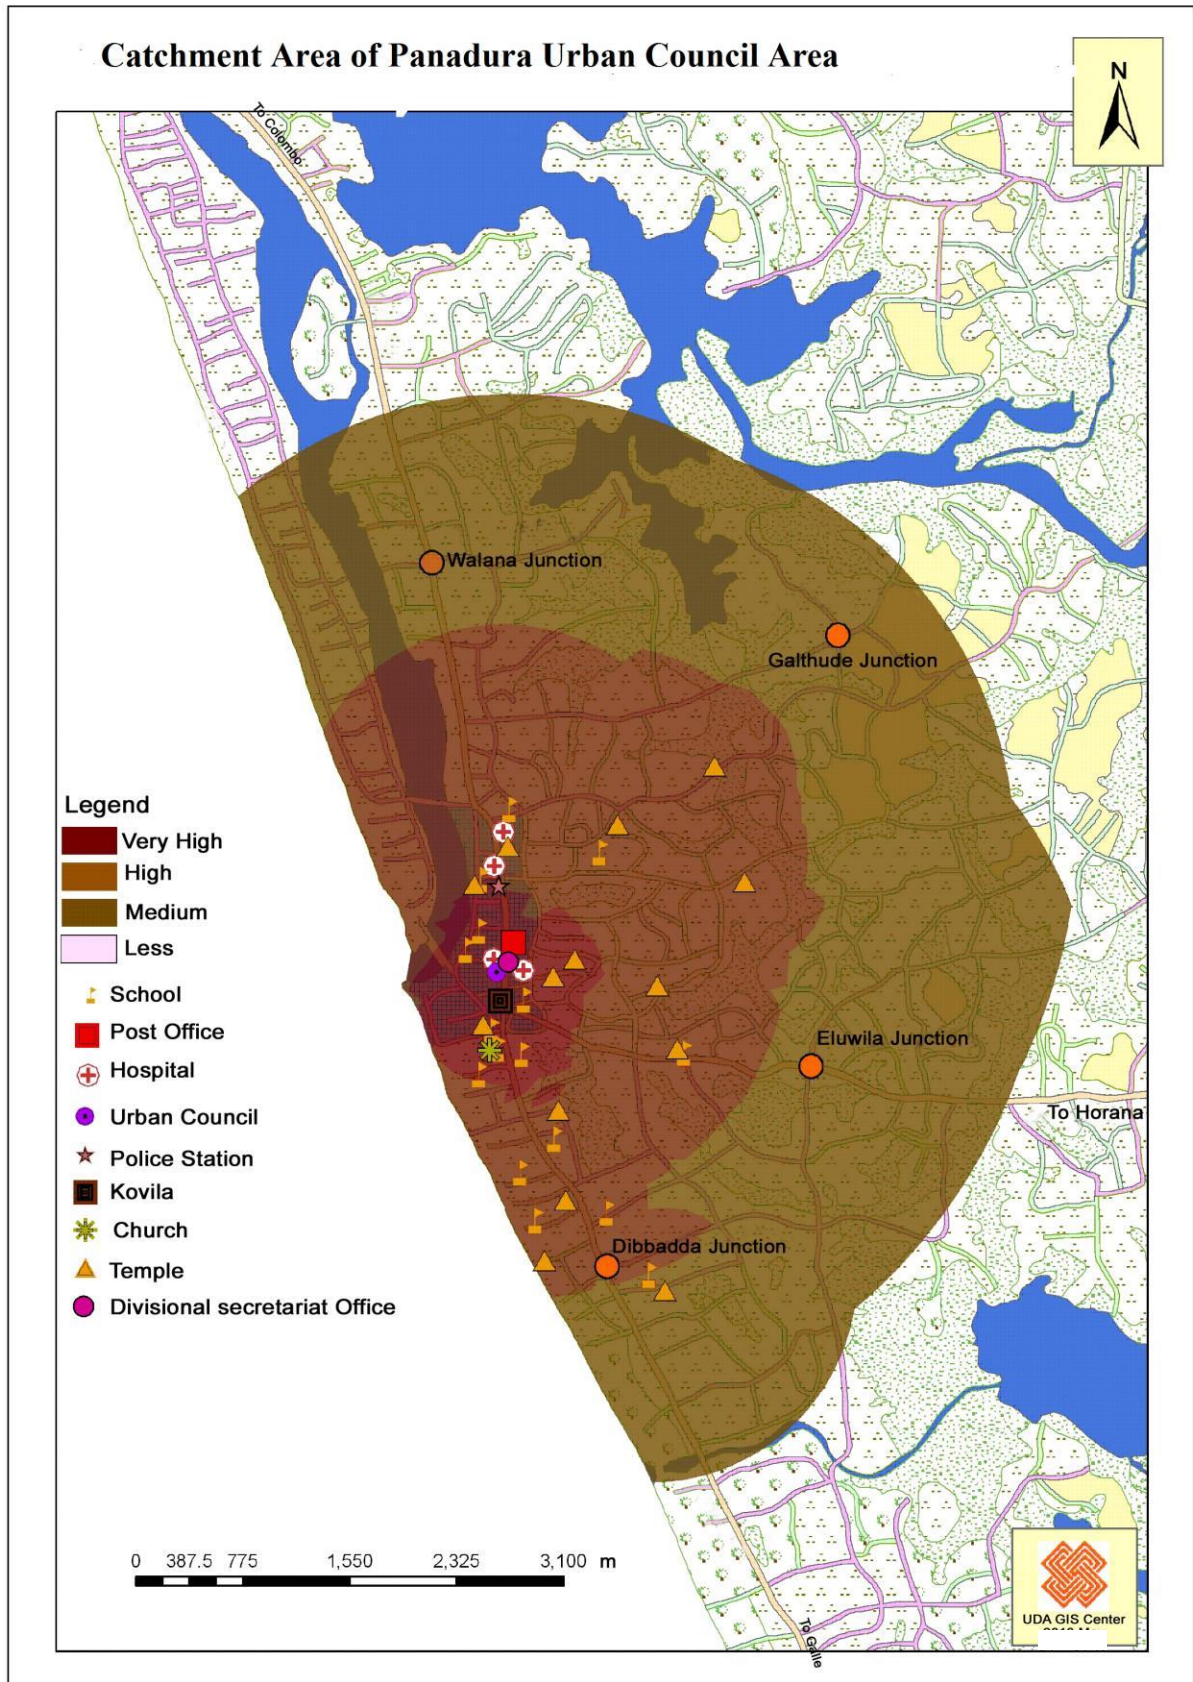 Catchment Area of Panadura Urban Council Area
N
To Colombo
Walana Junction
Galthude Junction
Legend
Very High
High
Medium
Less
School
Post Office
Hospital
Urban Council
Police Station
Kovila
Church
Temple
Divisional secretariat Office
Eluwila Junction
To Horana
Dibbadda Junction
0 387.5 775 1,550 2,325 3,100 m
To Galle
UDA GIS Center